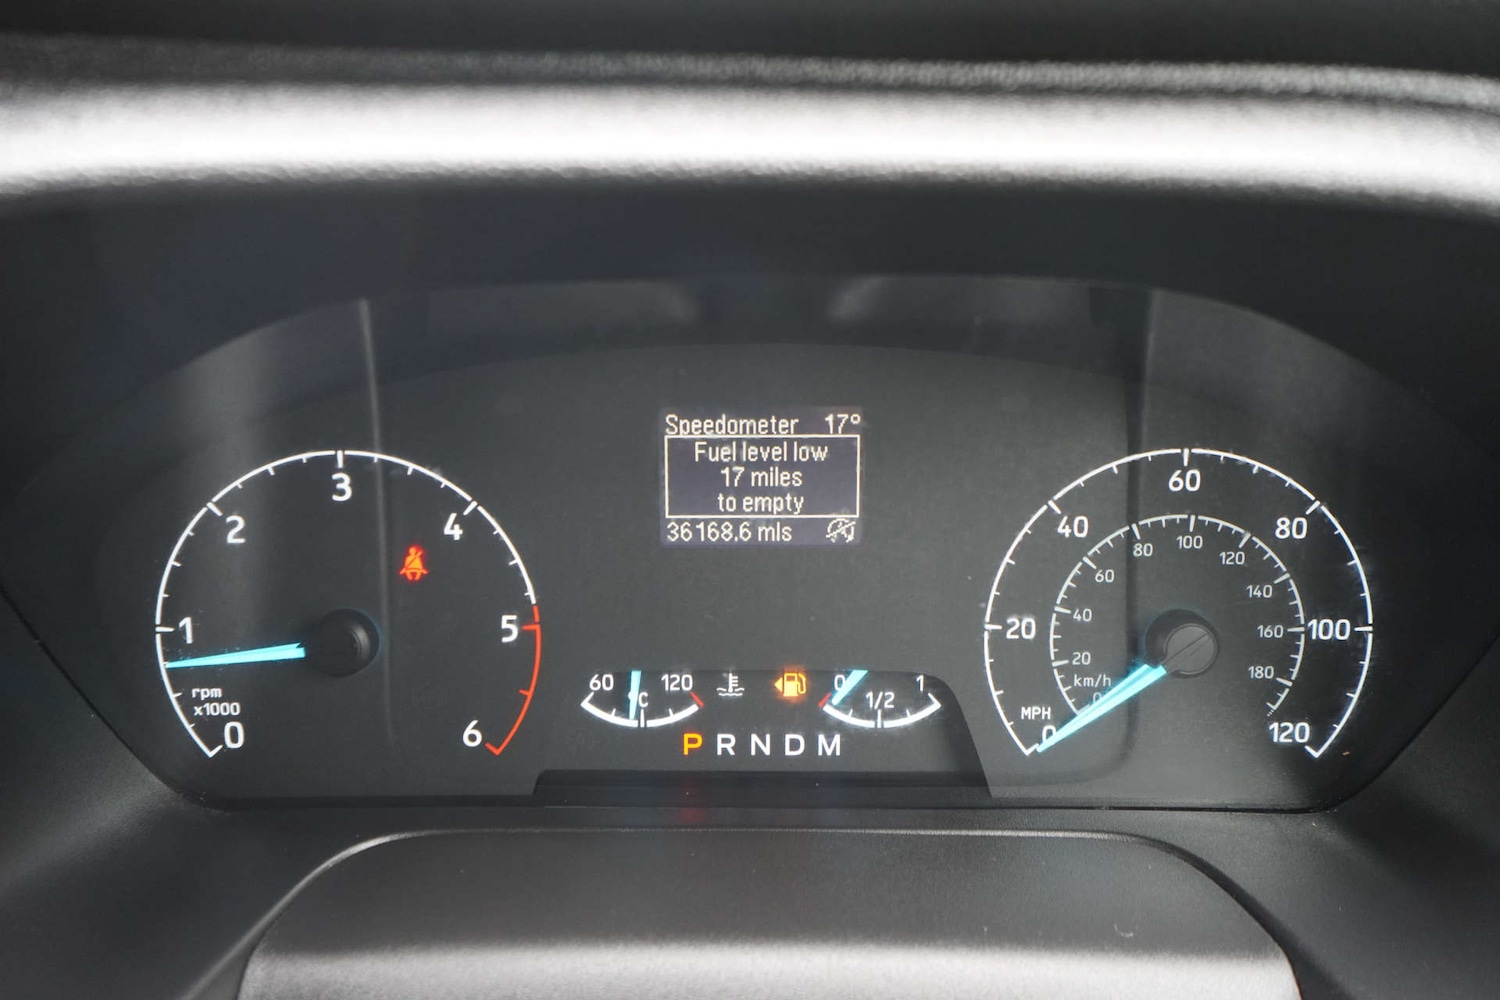 Speedometer 17°
Fuel level low
17 miles
to empty
36168.6 mls
0
1
2
3
4
5
6
rpm
x1000
60 °C 120
0 1/2 1
P R N D M
0
20
40
60
80
100
120
MPH
km/h
0
20
40
60
80
100
120
140
160
180